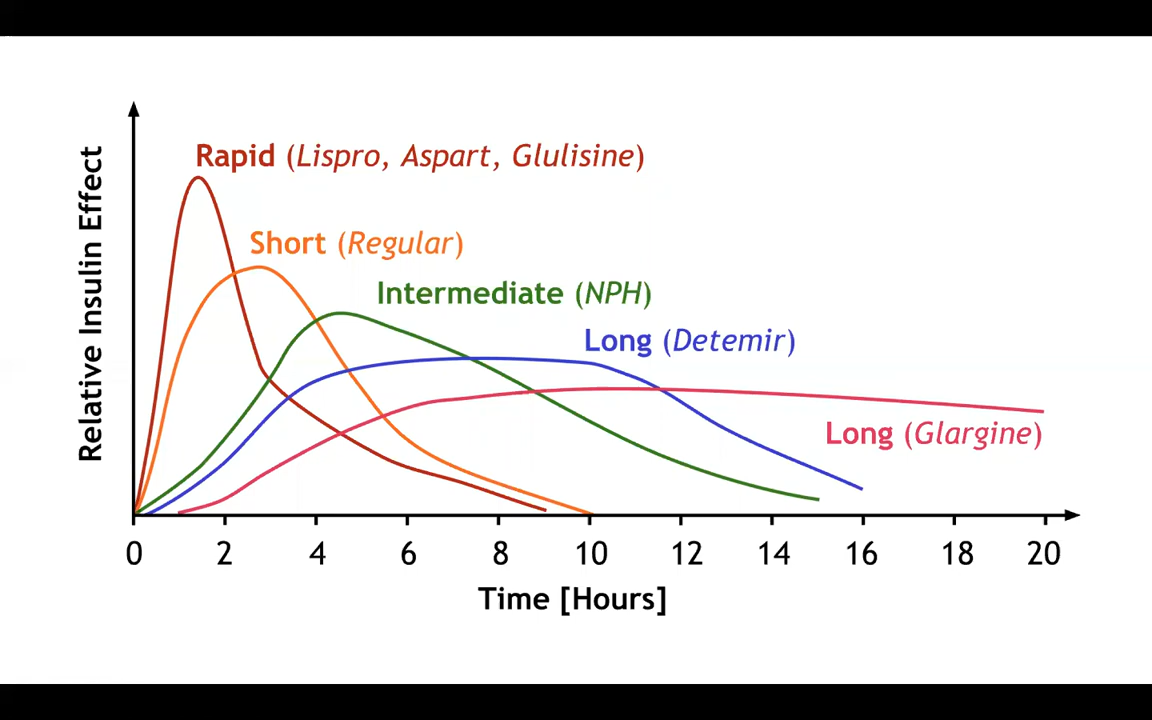 Relative Insulin Effect
Rapid (Lispro, Aspart, Glulisine)
Short (Regular)
Intermediate (NPH)
Long (Detemir)
Long (Glargine)
0 2 4 6 8 10 12 14 16 18 20
Time [Hours]